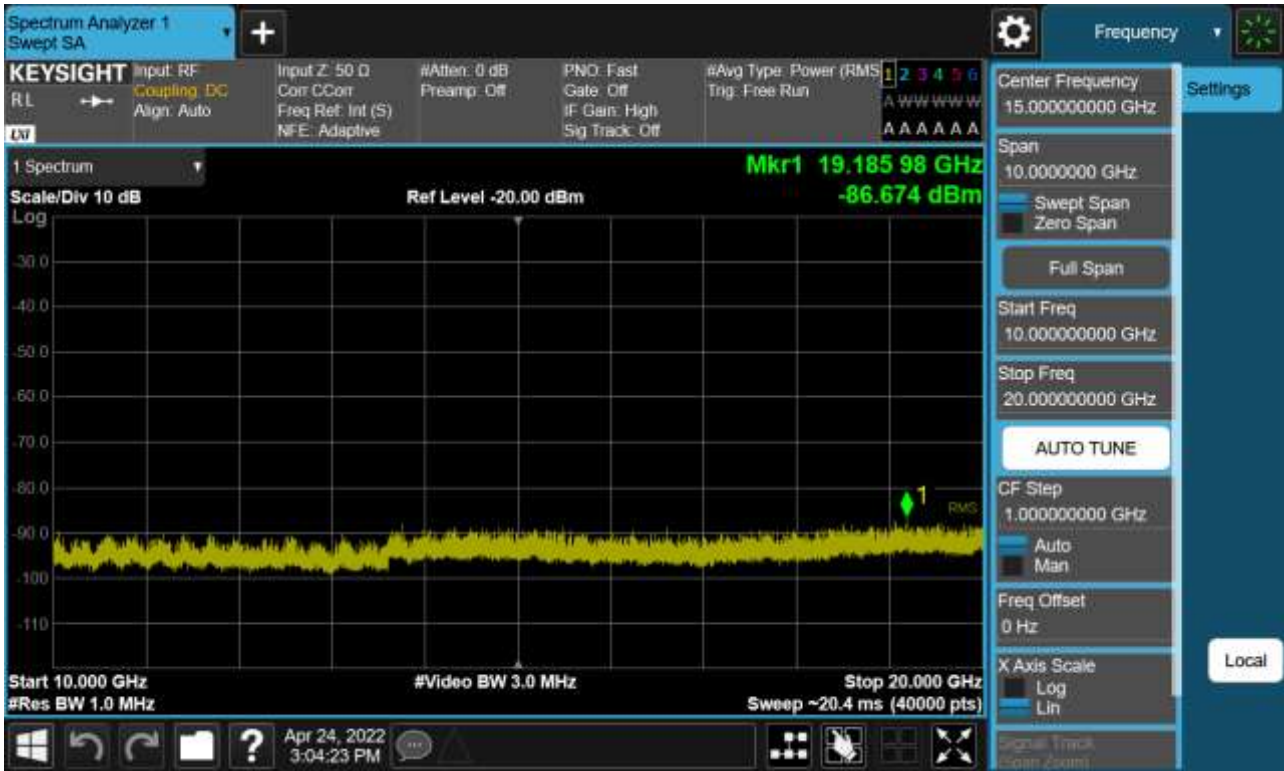 Spectrum Analyzer 1
Swept SA
+
Frequency
KEYSIGHT
RL
LXI
Input: RF
Coupling: DC
Align: Auto
Input Z: 50 Ω
Corr CCorr
Freq Ref: Int (S)
NFE: Adaptive
#Atten: 0 dB
Preamp: Off
PNO: Fast
Gate: Off
IF Gain: High
Sig Track: Off
#Avg Type: Power (RMS
Trig: Free Run
1 2 3 4 5 6
A W W W W W
A A A A A A
1 Spectrum
Scale/Div 10 dB
Ref Level -20.00 dBm
Mkr1 19.185 98 GHz
-86.674 dBm
Log
-30.0
-40.0
-50.0
-60.0
-70.0
-80.0
-90.0
-100
-110
1
RMS
Start 10.000 GHz
#Video BW 3.0 MHz
Stop 20.000 GHz
#Res BW 1.0 MHz
Sweep ~20.4 ms (40000 pts)
?
Apr 24, 2022
3:04:23 PM
Center Frequency
15.000000000 GHz
Span
10.0000000 GHz
Swept Span
Zero Span
Full Span
Start Freq
10.000000000 GHz
Stop Freq
20.000000000 GHz
AUTO TUNE
CF Step
1.000000000 GHz
Auto
Man
Freq Offset
0 Hz
X Axis Scale
Log
Lin
Signal Track
(Span Zoom)
Settings
Local